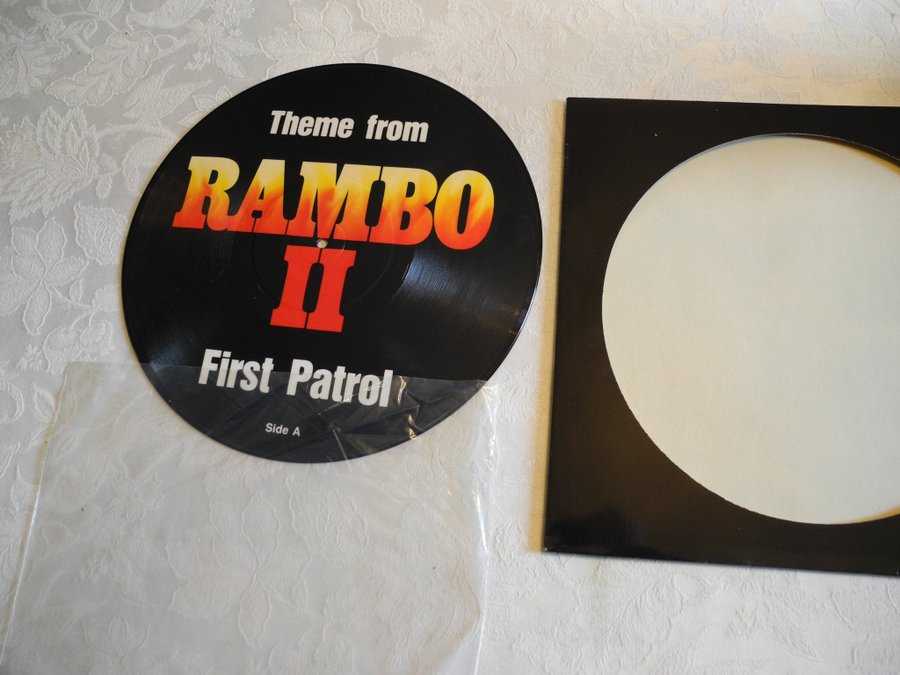 Theme from
RAMBO
II
First Patrol
Side A